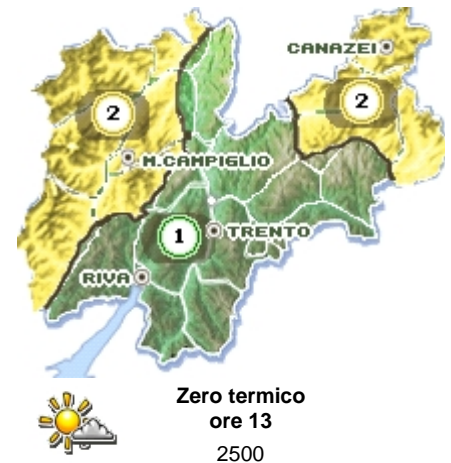 CANAZEI
2
2
M.CAMPIGLIO
1
TRENTO
RIVA
Zero termico
ore 13
2500